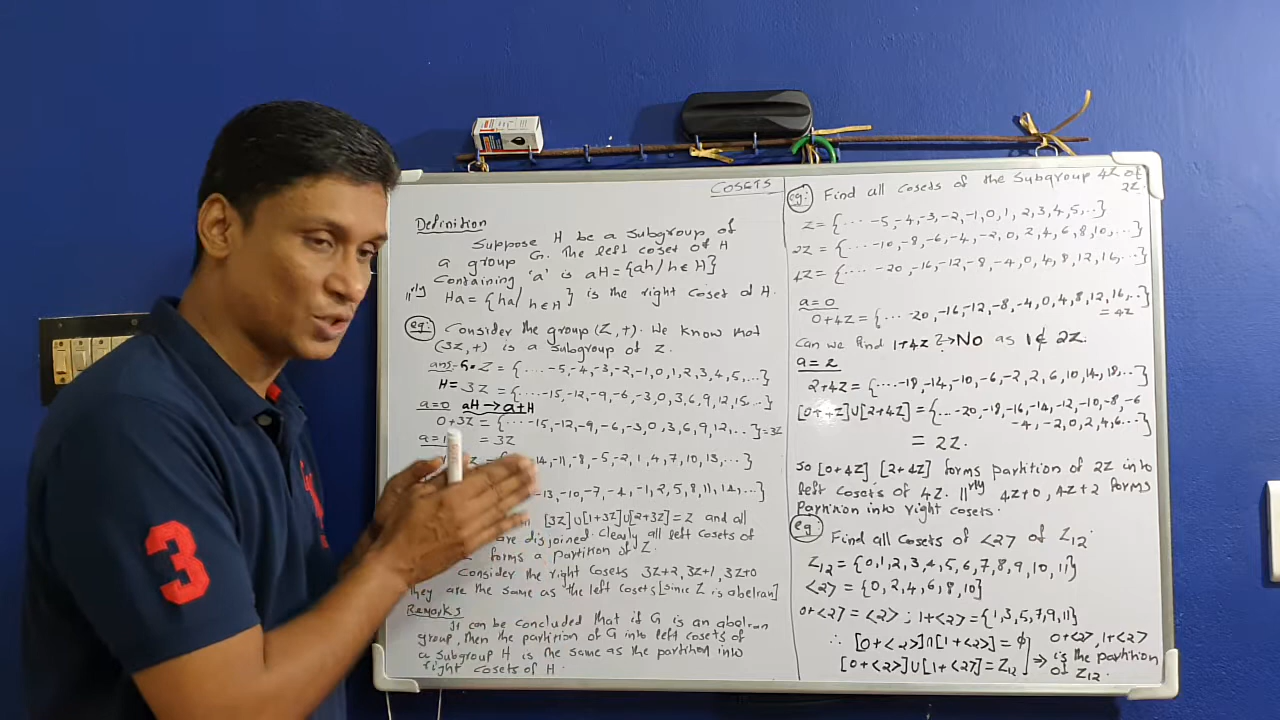 COSETS
Definition
Suppose H be a subgroup of
a group G. The left coset of H
Containing 'a' is aH = {ah/h∈H}
|||rly Ha = {ha/h∈H} is the right coset of H.
eg: Consider the group (Z,+). We know that
(3Z,+) is a subgroup of Z.
ans Z = {.... -5,-4,-3,-2,-1,0,1,2,3,4,5,...}
H = 3Z = {....-15,-12,-9,-6,-3,0,3,6,9,12,15...}
a=0 aH → a+H
0+3Z = {....-15,-12,-9,-6,-3,0,3,6,9,12,..} = 3Z
a=1 = 3Z
14,-11,-8,-5,-2,1,4,7,10,13,...}
-13,-10,-7,-4,-1,2,5,8,11,14,...}
[3Z]∪[1+3Z]∪[2+3Z] = Z and all
are disjoined. Clearly all left cosets of
forms a partition of Z.
Consider the right cosets 3Z+2, 3Z+1, 3Z+0
They are the same as the left cosets [since Z is abelian]
Remarks
It can be concluded that if G is an abelian
group, then the partition of G into left cosets of
a subgroup H is the same as the partition into
right cosets of H.
eg: Find all cosets of the subgroup 4Z of
2Z.
Z = {.... -5,-4,-3,-2,-1,0,1,2,3,4,5,..}
2Z = {....-10,-8,-6,-4,-2,0,2,4,6,8,10,...}
4Z = {.... -20,-16,-12,-8,-4,0,4,8,12,16,...}
a=0
0+4Z = {... -20,-16,-12,-8,-4,0,4,8,12,16,..}
= 4Z
Can we find 1+4Z ?→No as 1∉2Z.
a=2
2+4Z = {...-18,-14,-10,-6,-2,2,6,10,14,18...}
[0+4Z]∪[2+4Z] = {...-20,-18,-16,-14,-12,-10,-8,-6
-4,-2,0,2,4,6...}
= 2Z.
So [0+4Z] [2+4Z] forms partition of 2Z into
left cosets of 4Z. |||rly 4Z+0, 4Z+2 forms
Partition into right cosets.
eg: Find all cosets of <2> of Z12.
Z12 = {0,1,2,3,4,5,6,7,8,9,10,11}
<2> = {0,2,4,6,8,10}
0+<2> = <2> ; 1+<2> = {1,3,5,7,9,11}
∴ [0+<2>]∩[1+<2>] = φ
[0+<2>]∪[1+<2>] = Z12
⇒ 0+<2>, 1+<2>
is the partition
of Z12.
3